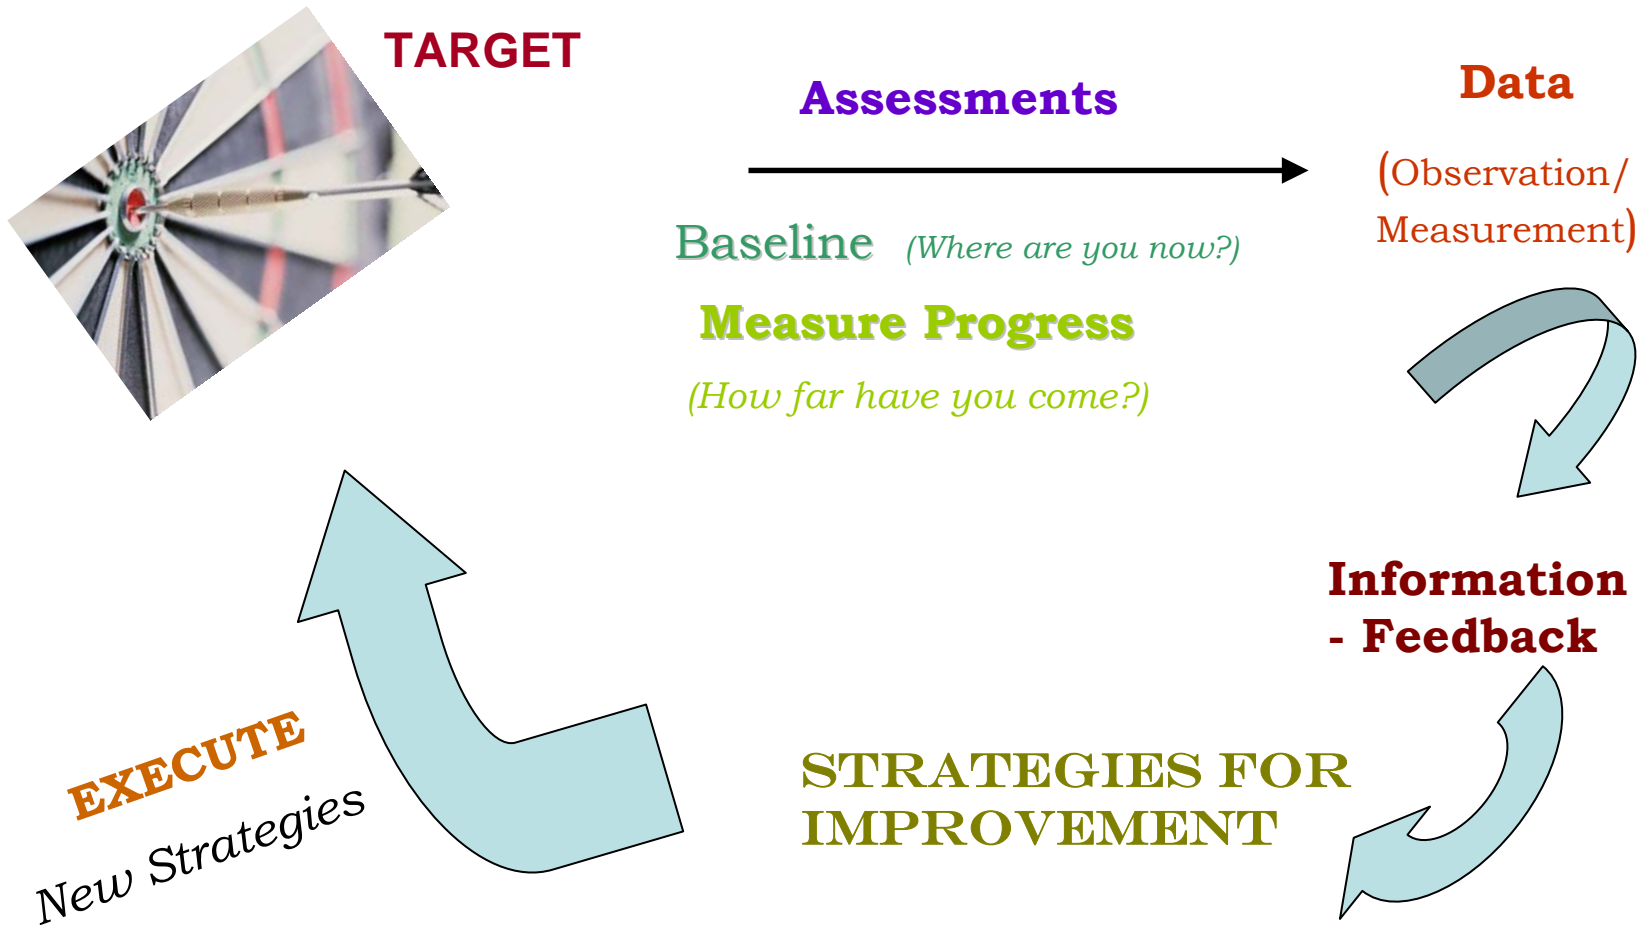 TARGET
Assessments
Data
(Observation/
Measurement)
Baseline (Where are you now?)
Measure Progress
(How far have you come?)
Information
- Feedback
STRATEGIES FOR
IMPROVEMENT
EXECUTE
New Strategies